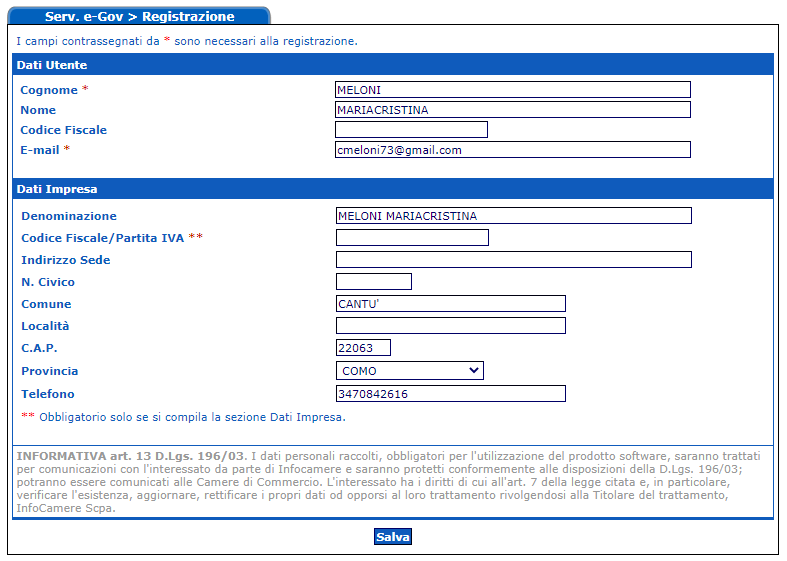 Serv. e-Gov > Registrazione
I campi contrassegnati da * sono necessari alla registrazione.
Dati Utente
Cognome * MELONI
Nome MARIACRISTINA
Codice Fiscale
E-mail * cmeloni73@gmail.com
Dati Impresa
Denominazione MELONI MARIACRISTINA
Codice Fiscale/Partita IVA **
Indirizzo Sede
N. Civico
Comune CANTU'
Località
C.A.P. 22063
Provincia COMO
Telefono 3470842616
** Obbligatorio solo se si compila la sezione Dati Impresa.
INFORMATIVA art. 13 D.Lgs. 196/03. I dati personali raccolti, obbligatori per l'utilizzazione del prodotto software, saranno trattati
per comunicazioni con l'interessato da parte di Infocamere e saranno protetti conformemente alle disposizioni della D.Lgs. 196/03;
potranno essere comunicati alle Camere di Commercio. L'interessato ha i diritti di cui all'art. 7 della legge citata e, in particolare,
verificare l'esistenza, aggiornare, rettificare i propri dati od opporsi al loro trattamento rivolgendosi alla Titolare del trattamento,
InfoCamere Scpa.
Salva